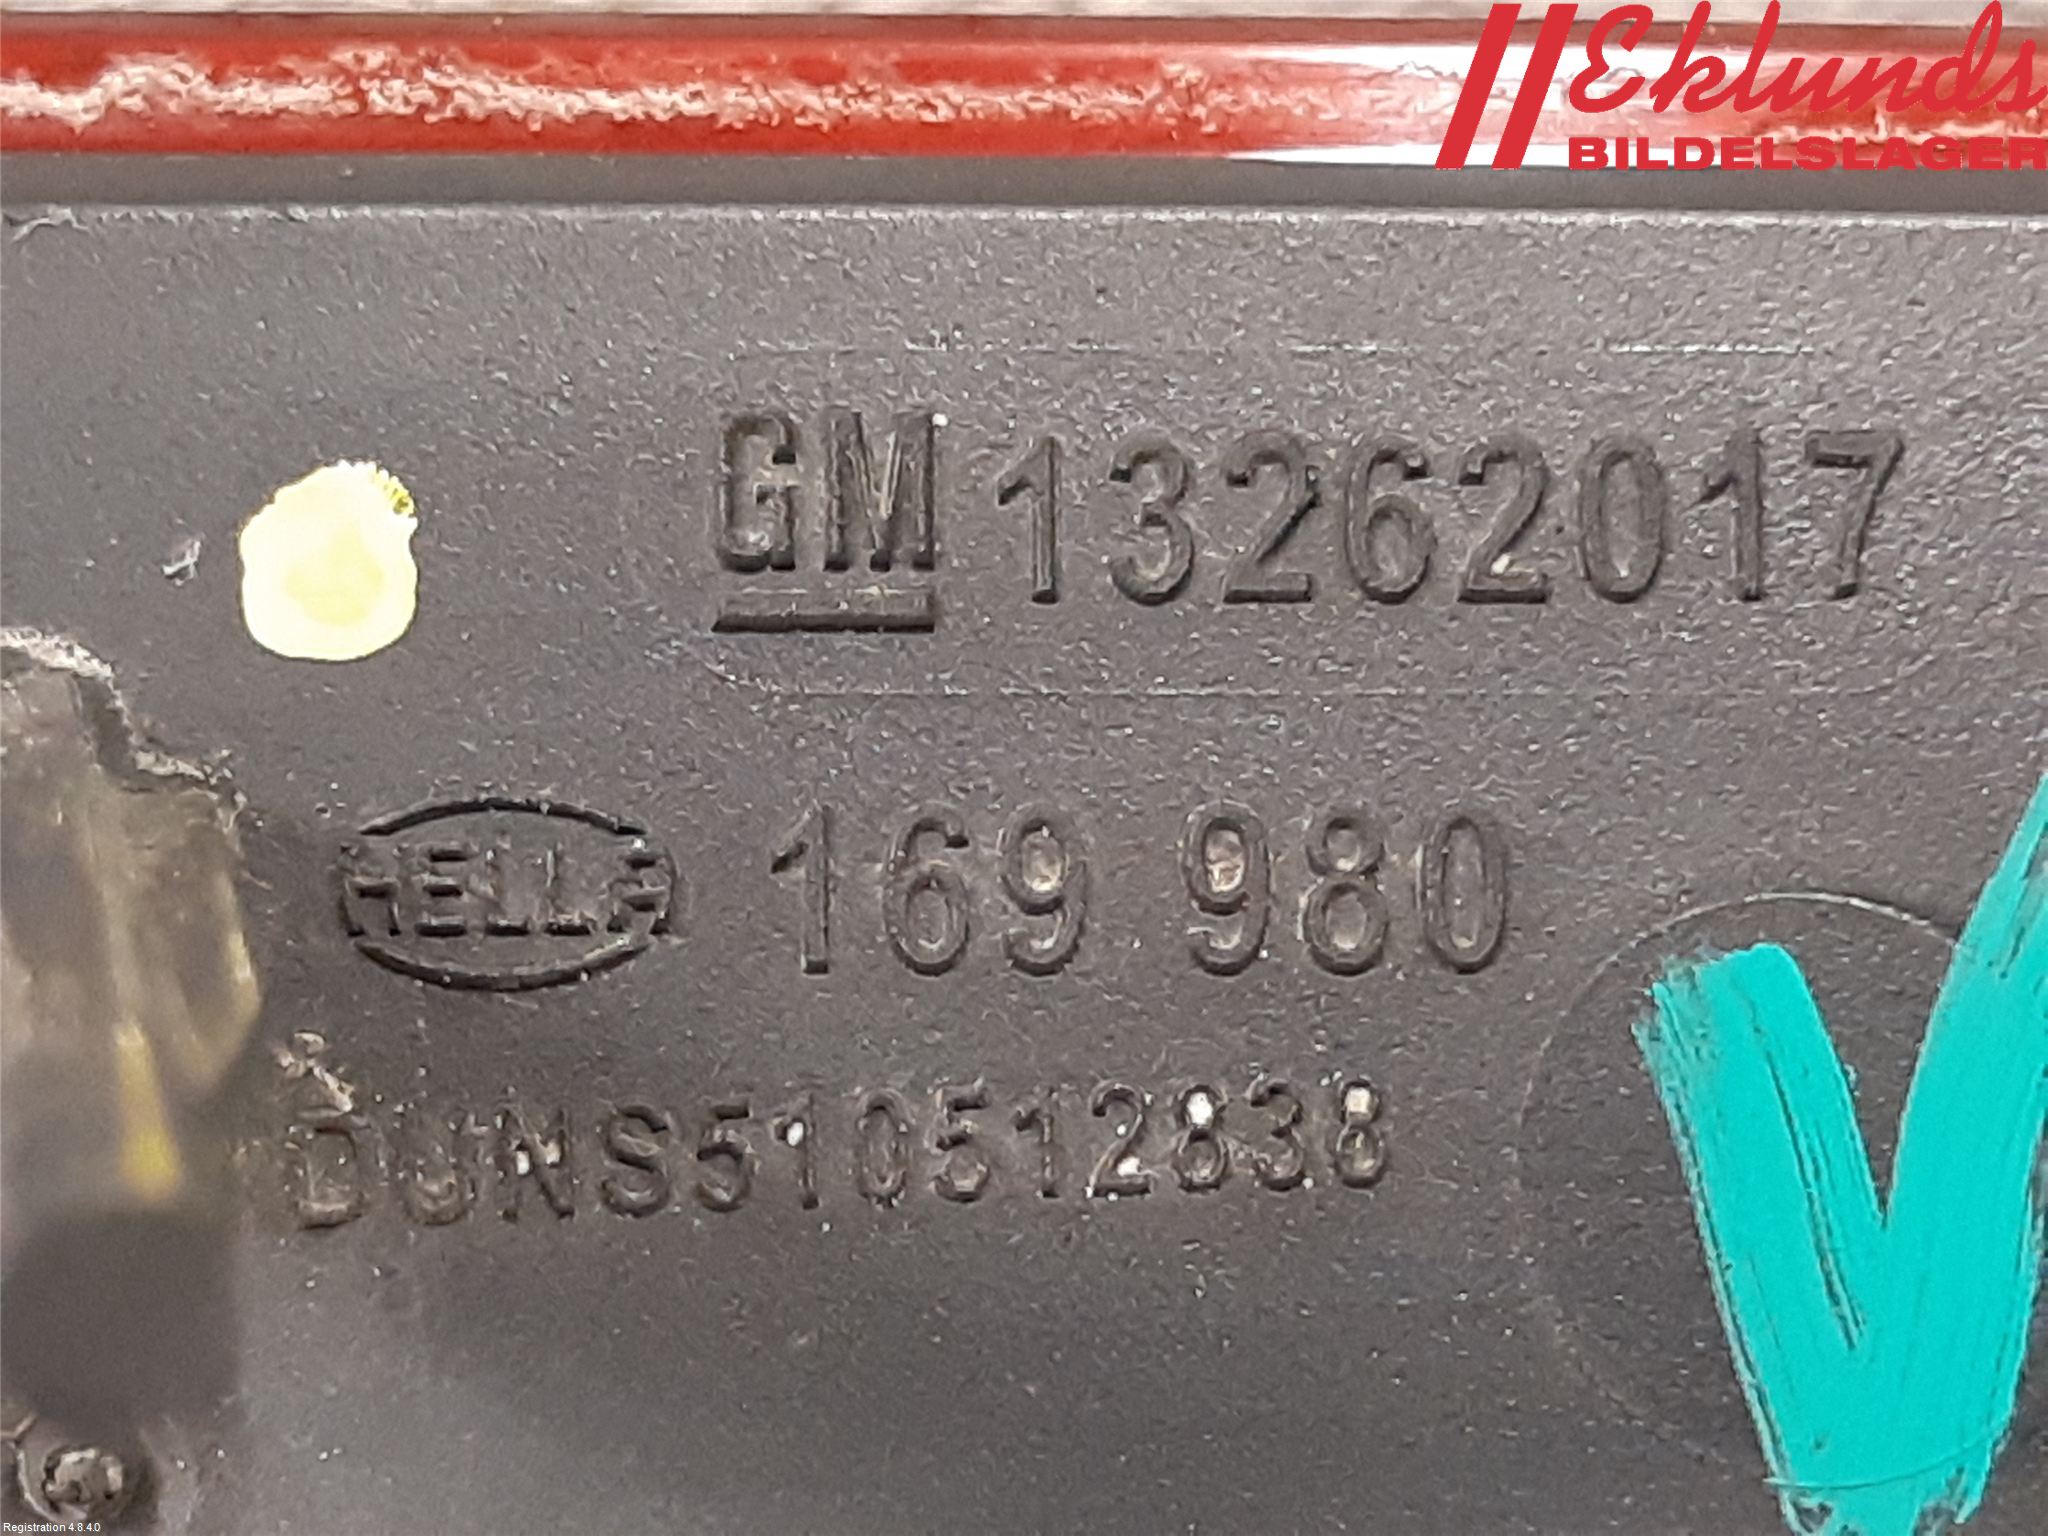 Eklunds
BILDELSLAGER
GM 13262017
HELLA 169 980
DUNS510512838
V
Registration 4.8.4.0